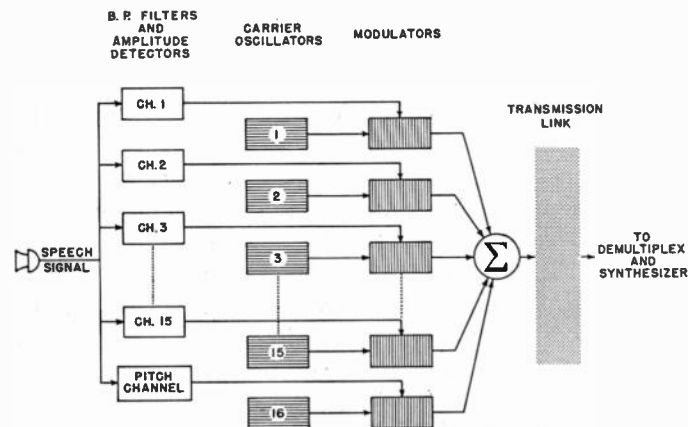 B. P. FILTERS
AND
AMPLITUDE
DETECTORS
CARRIER
OSCILLATORS
MODULATORS
TRANSMISSION
LINK
CH. 1
1
CH. 2
2
CH. 3
3
SPEECH
SIGNAL
Σ
TO
DEMULTIPLEX
AND
SYNTHESIZER
CH. 15
15
PITCH
CHANNEL
16